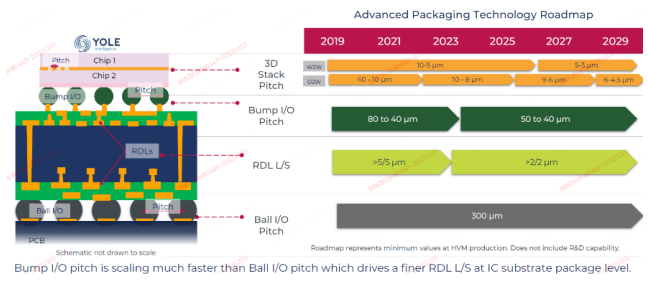 YOLE
Intelligence
Advanced Packaging Technology Roadmap
2019 2021 2023 2025 2027 2029
Pitch
Chip 1
Chip 2
Bump I/O
Pitch
RDLs
Ball I/O
Pitch
PCB
Schematic not drawn to scale
3D
Stack
Pitch
W2W
10-5 µm
5-3 µm
D2W
40 -10 µm
10 - 8 µm
9-6 µm
6-4.5 µm
Bump I/O
Pitch
80 to 40 µm
50 to 40 µm
RDL L/S
>5/5 µm
>2/2 µm
Ball I/O
Pitch
300 µm
Roadmap represents minimum values at HVM production. Does not include R&D capability.
Bump I/O pitch is scaling much faster than Ball I/O pitch which drives a finer RDL L/S at IC substrate package level.